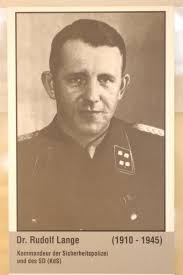 Dr. Rudolf Lange (1910 - 1945)
Kommandeur der Sicherheitspolizei
und des SD (KdS)